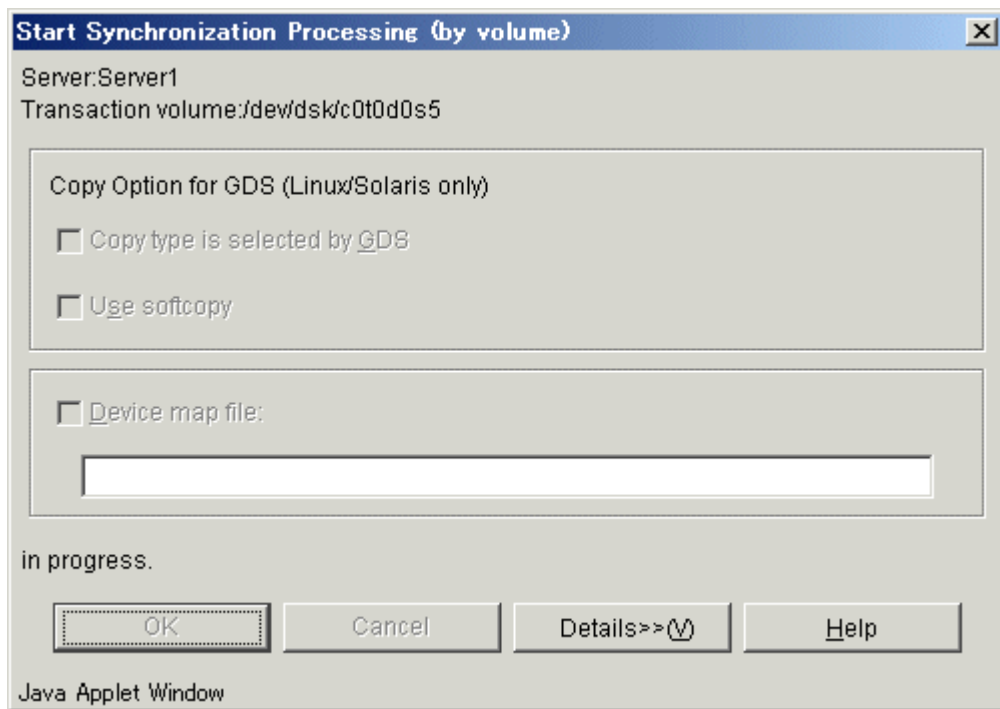 Start Synchronization Processing (by volume)
Server:Server1
Transaction volume:/dev/dsk/c0t0d0s5
Copy Option for GDS (Linux/Solaris only)
Copy type is selected by GDS
Use softcopy
Device map file:
in progress.
OK Cancel Details>>(V) Help
Java Applet Window